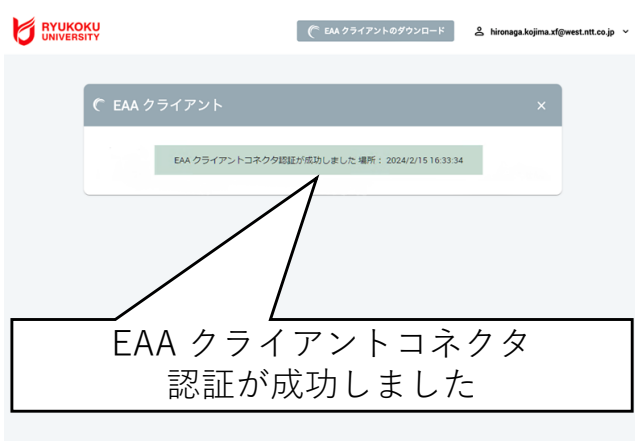 RYUKOKU
UNIVERSITY
EAA クライアントのダウンロード
hironaga.kojima.xf@west.ntt.co.jp
EAA クライアント
EAA クライアントコネクタ認証が成功しました 場所： 2024/2/15 16:33:34
EAA クライアントコネクタ
認証が成功しました